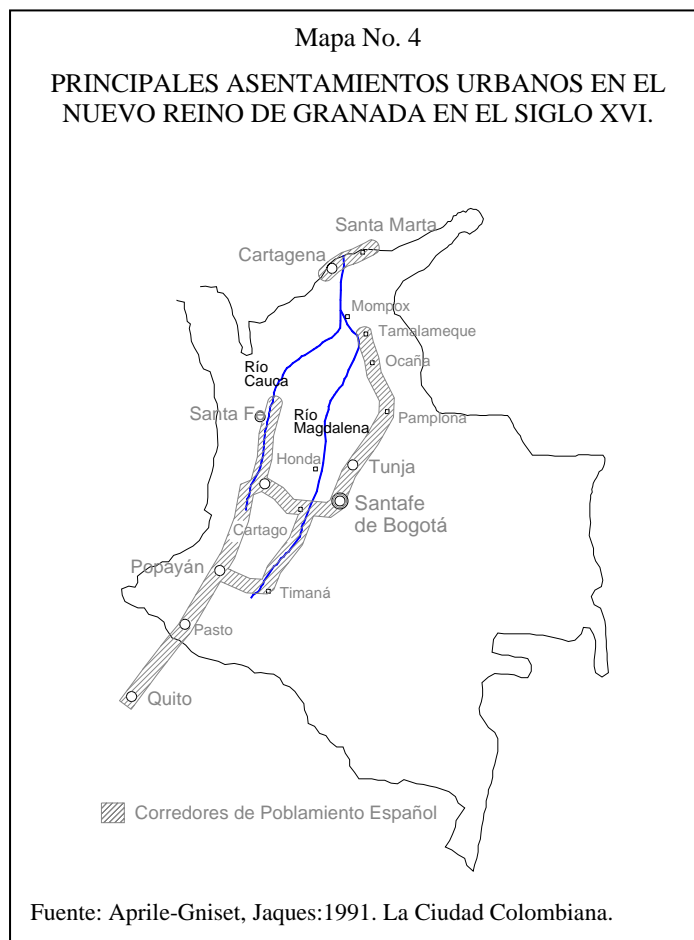 Mapa No. 4
PRINCIPALES ASENTAMIENTOS URBANOS EN EL
NUEVO REINO DE GRANADA EN EL SIGLO XVI.
Santa Marta
Cartagena
Mompox
Tamalameque
Ocaña
Río
Cauca
Santa Fe
Río
Magdalena
Pamplona
Honda
Tunja
Santafe
de Bogotá
Cartago
Popayán
Timaná
Pasto
Quito
Corredores de Poblamiento Español
Fuente: Aprile-Gniset, Jaques:1991. La Ciudad Colombiana.